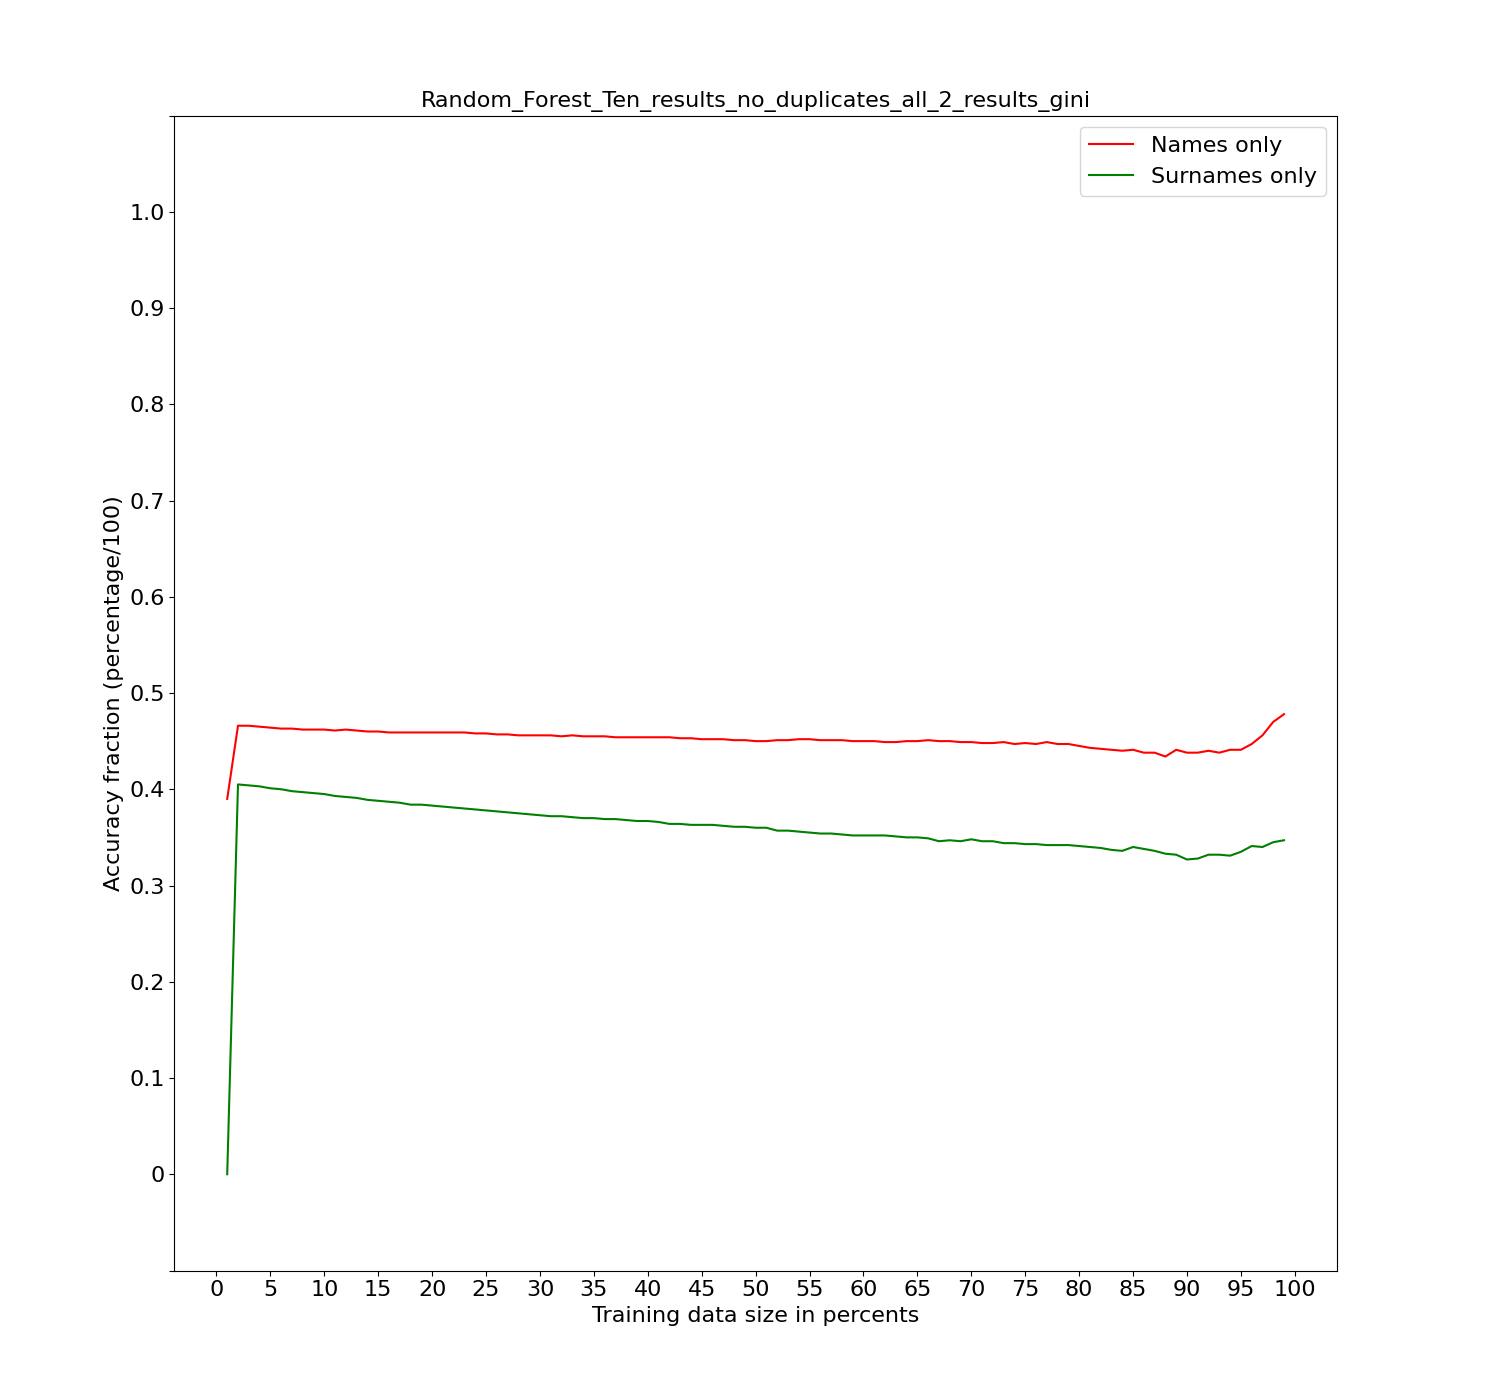 Random_Forest_Ten_results_no_duplicates_all_2_results_gini
Names only
Surnames only
1.0
0.9
0.8
0.7
0.6
0.5
0.4
0.3
0.2
0.1
0
Accuracy fraction (percentage/100)
0 5 10 15 20 25 30 35 40 45 50 55 60 65 70 75 80 85 90 95 100
Training data size in percents